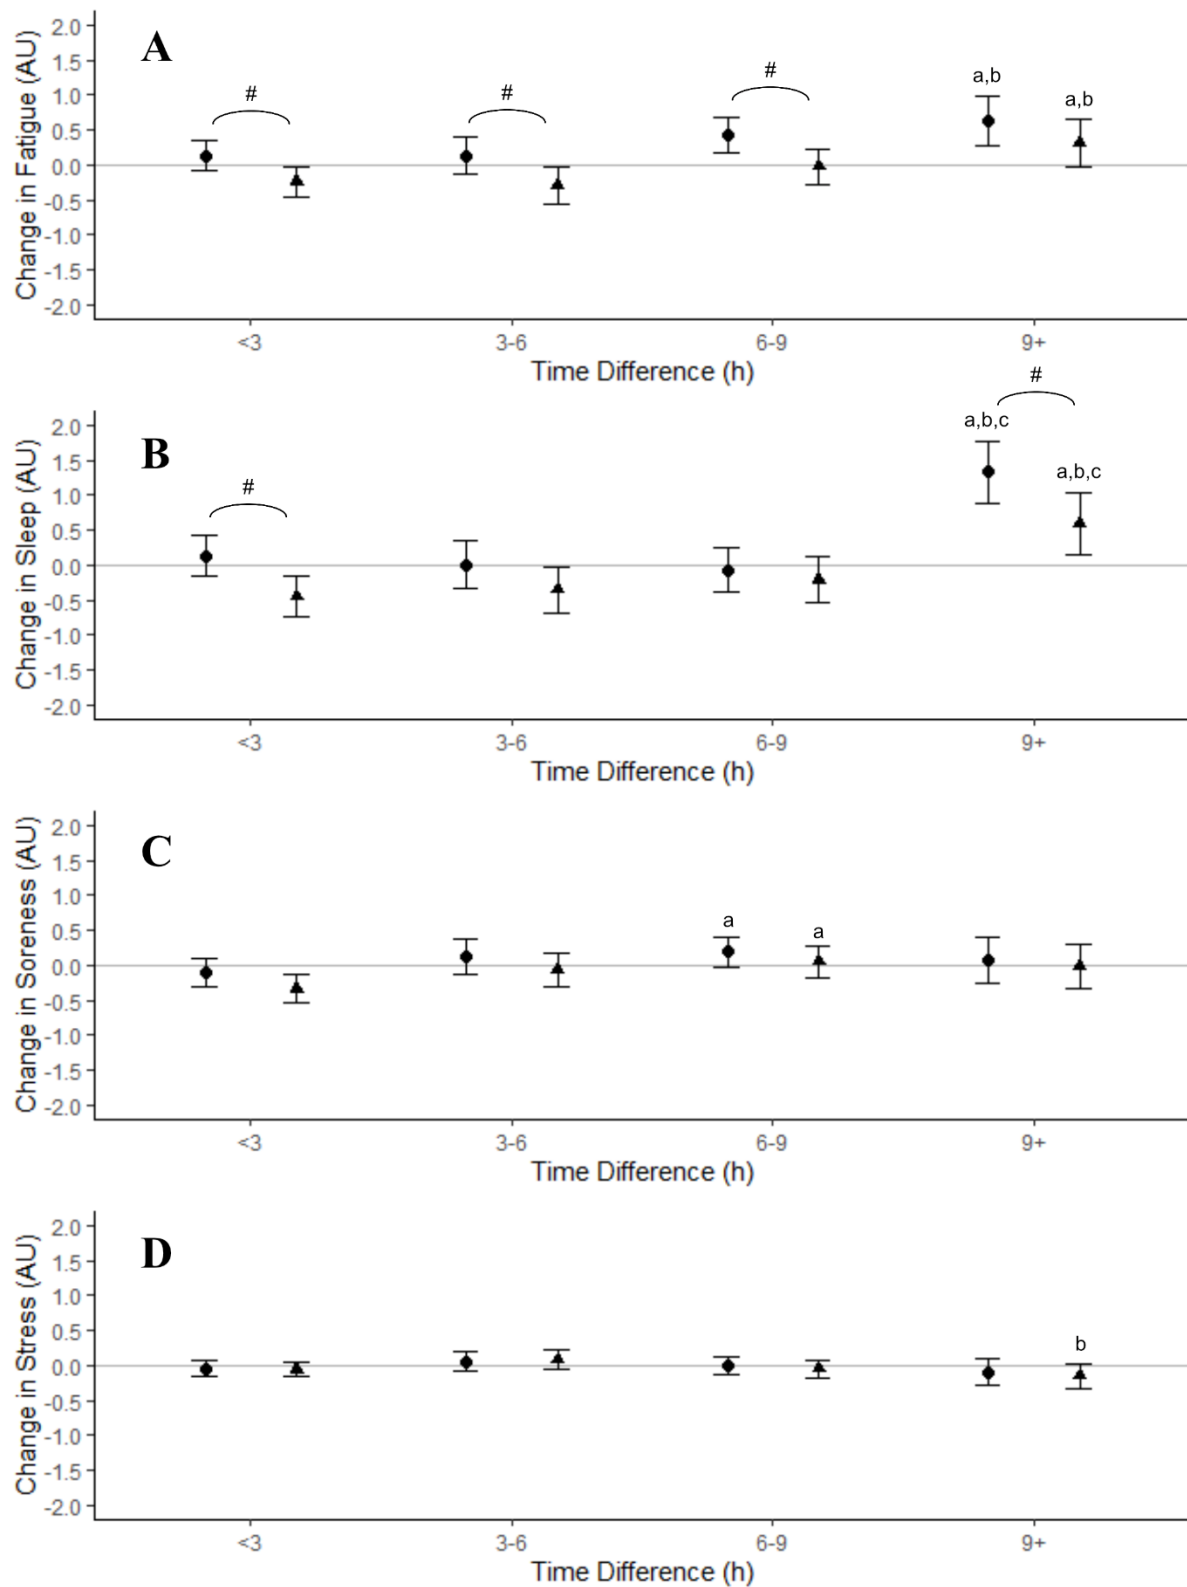 A
Change in Fatigue (AU)
2.0
1.5
1.0
0.5
0.0
-0.5
-1.0
-1.5
-2.0
# # # a,b a,b
<3 3-6 6-9 9+
Time Difference (h)
B
Change in Sleep (AU)
2.0
1.5
1.0
0.5
0.0
-0.5
-1.0
-1.5
-2.0
# # a,b,c a,b,c
<3 3-6 6-9 9+
Time Difference (h)
C
Change in Soreness (AU)
2.0
1.5
1.0
0.5
0.0
-0.5
-1.0
-1.5
-2.0
a a
<3 3-6 6-9 9+
Time Difference (h)
D
Change in Stress (AU)
2.0
1.5
1.0
0.5
0.0
-0.5
-1.0
-1.5
-2.0
b
<3 3-6 6-9 9+
Time Difference (h)